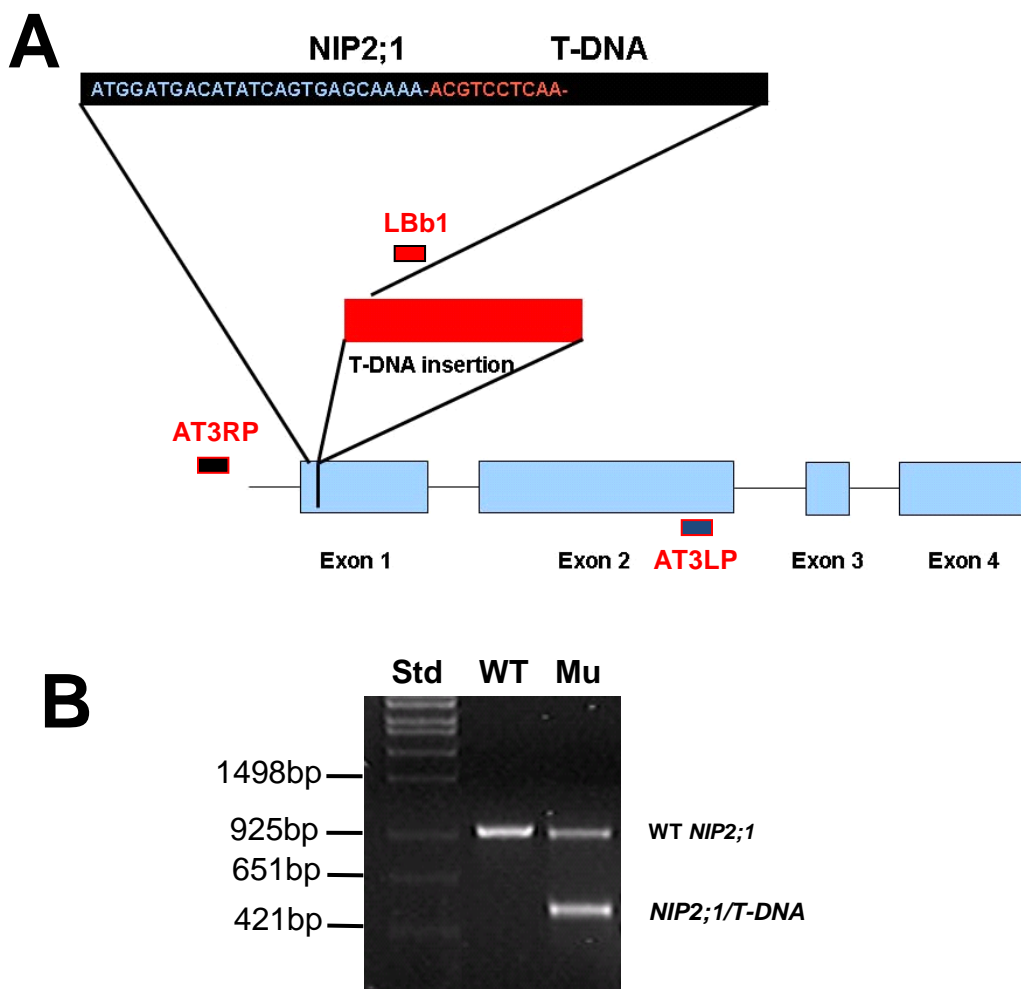 A
NIP2;1 T-DNA
ATGGATGACATATCAGTGAGCAAAA-ACGTCCTCAA-
LBb1
T-DNA insertion
AT3RP
Exon 1 Exon 2 AT3LP Exon 3 Exon 4
B
Std WT Mu
1498bp
925bp WT NIP2;1
651bp
421bp NIP2;1/T-DNA